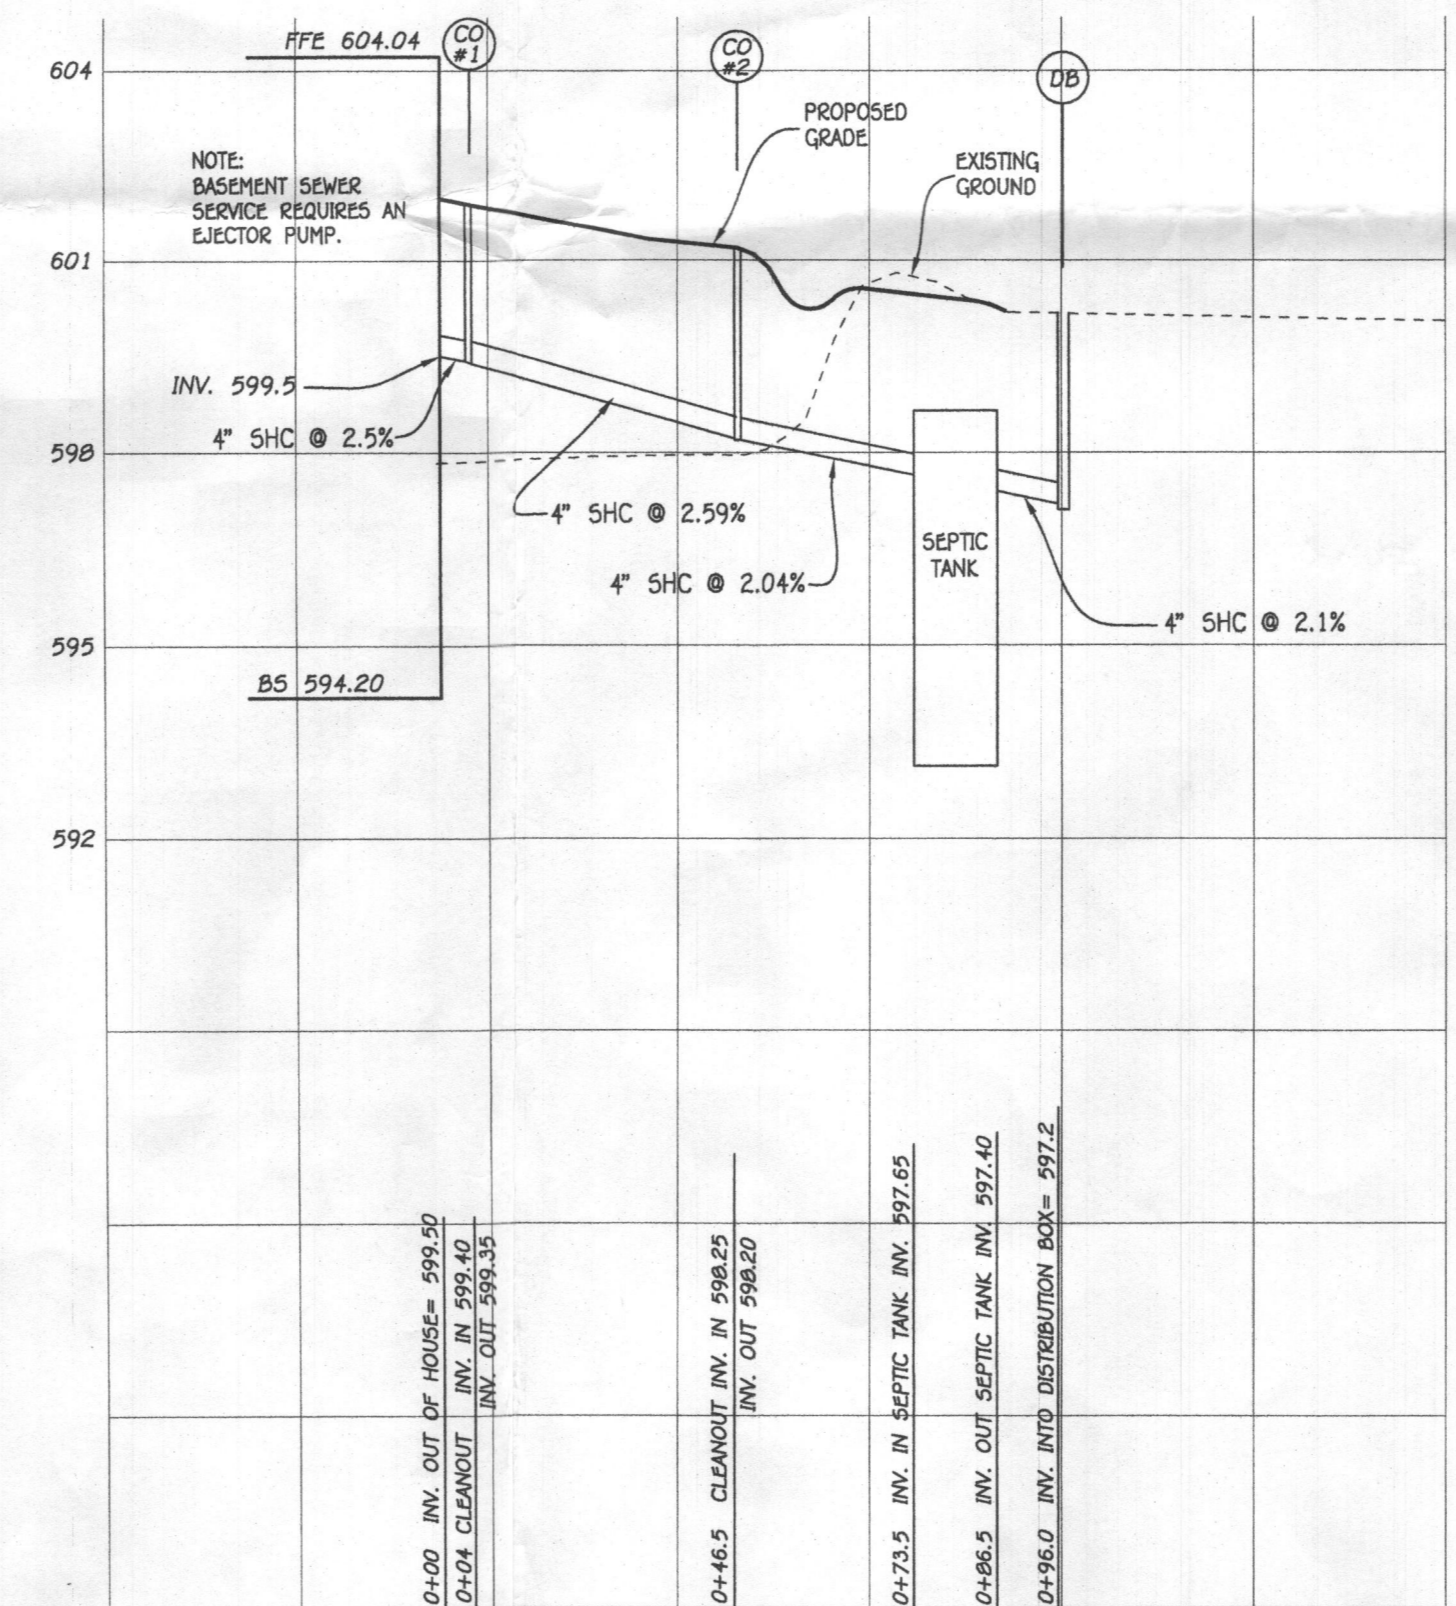 FFE 604.04
CO
#1
CO
#2
DB
604
PROPOSED
GRADE
EXISTING
GROUND
NOTE:
BASEMENT SEWER
SERVICE REQUIRES AN
EJECTOR PUMP.
601
INV. 599.5
4" SHC @ 2.5%
598
4" SHC @ 2.59%
SEPTIC
TANK
4" SHC @ 2.04%
4" SHC @ 2.1%
595
BS 594.20
592
0+00 INV. OUT OF HOUSE= 599.50
0+04 CLEANOUT INV. IN 599.40
INV. OUT 599.35
0+46.5 CLEANOUT INV. IN 598.25
INV. OUT 598.20
0+73.5 INV. IN SEPTIC TANK INV. 597.65
0+86.5 INV. OUT SEPTIC TANK INV. 597.40
0+96.0 INV. INTO DISTRIBUTION BOX= 597.2